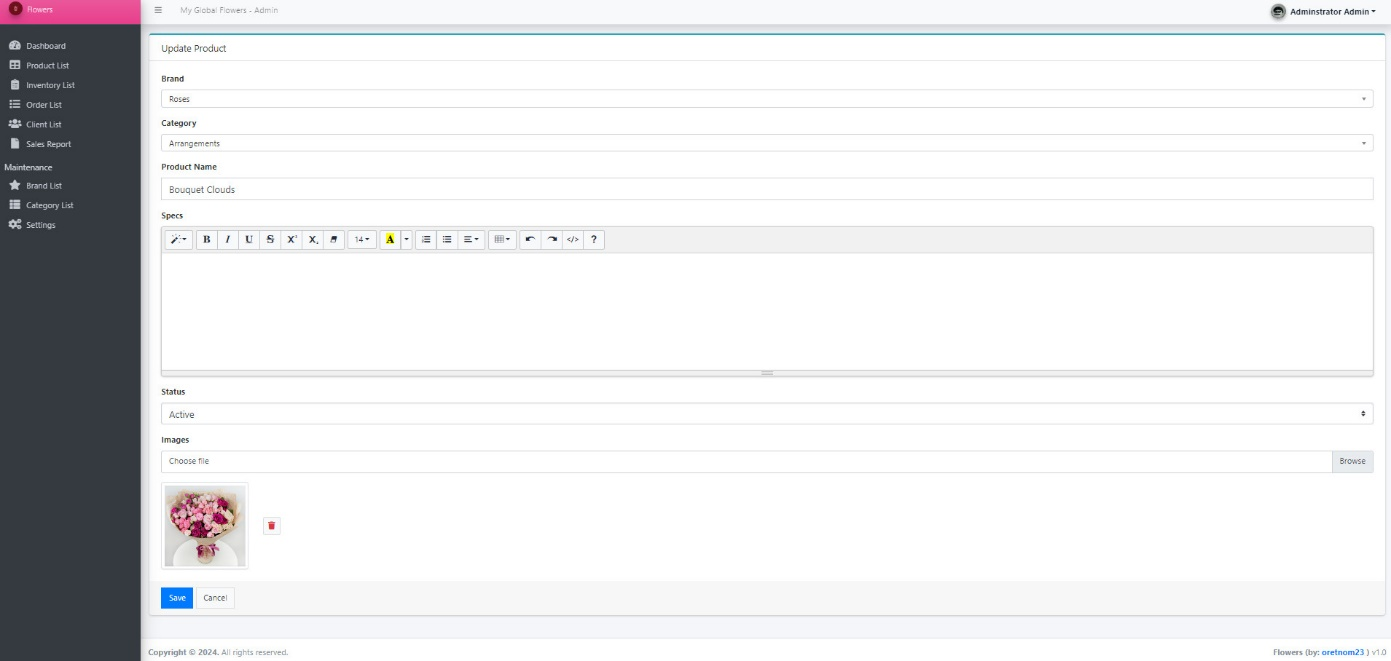 Flowers
My Global Flowers - Admin
Adminstrator Admin
Dashboard
Product List
Inventory List
Order List
Client List
Sales Report
Maintenance
Brand List
Category List
Settings
Update Product
Brand
Roses
Category
Arrangements
Product Name
Bouquet Clouds
Specs
B I U S X² X₂ 14 A </> ?
Status
Active
Images
Choose file Browse
Save Cancel
Copyright © 2024. All rights reserved.
Flowers (by: oretnom23 ) v1.0